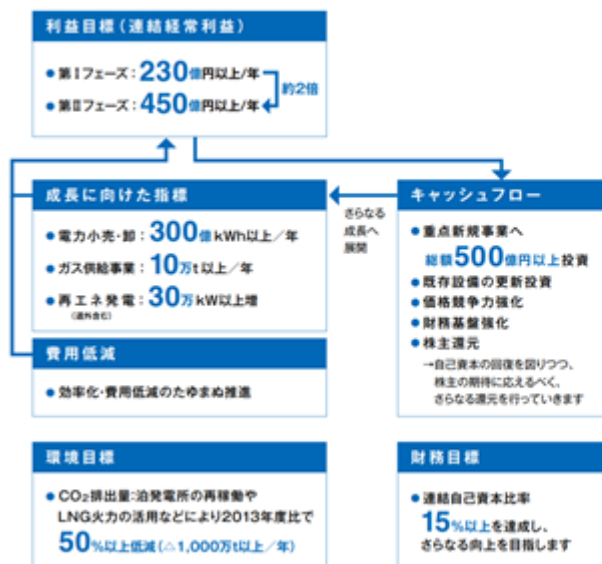 利益目標(連結経常利益)
●第Ⅰフェーズ:230億円以上/年
●第Ⅱフェーズ:450億円以上/年
約2倍
成長に向けた指標
●電力小売・卸:300億kWh以上/年
●ガス供給事業:10万t以上/年
●再エネ発電:30万kW以上増
(道外含む)
費用低減
●効率化・費用低減のたゆまぬ推進
さらなる
成長へ
展開
キャッシュフロー
●重点新規事業へ
総額500億円以上投資
●既存設備の更新投資
●価格競争力強化
●財務基盤強化
●株主還元
→自己資本の回復を図りつつ、
株主の期待に応えるべく、
さらなる還元を行っていきます
環境目標
●CO₂排出量:泊発電所の再稼働や
LNG火力の活用などにより2013年度比で
50%以上低減(△1,000万t以上/年)
財務目標
●連結自己資本比率
15%以上を達成し、
さらなる向上を目指します